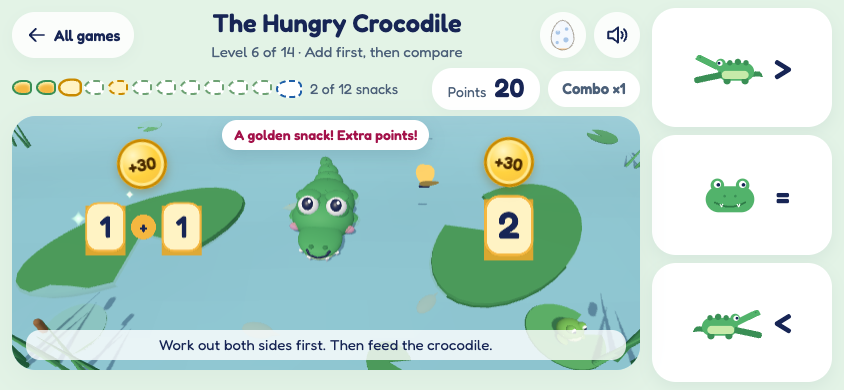 All games
The Hungry Crocodile
Level 6 of 14 · Add first, then compare
2 of 12 snacks
Points 20
Combo ×1
A golden snack! Extra points!
+30
+30
1 + 1
2
Work out both sides first. Then feed the crocodile.
>
=
<